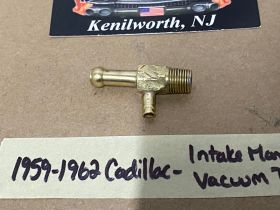 Kenilworth, NJ
1959-1962 Cadillac- Intake Man
Vacuum T